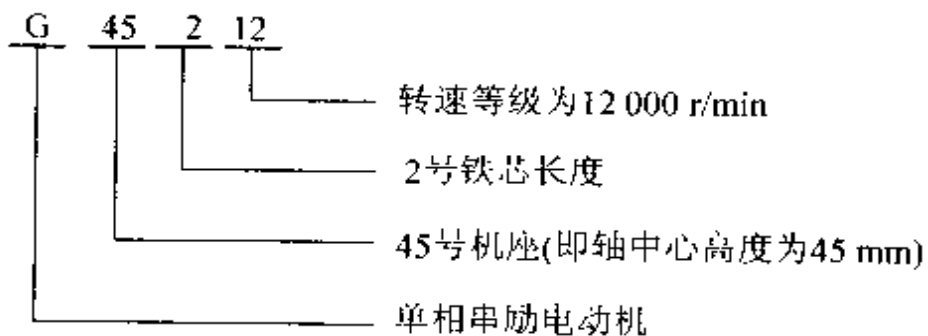 G 45 2 12
转速等级为12 000 r/min
2号铁芯长度
45号机座(即轴中心高度为45 mm)
单相串励电动机